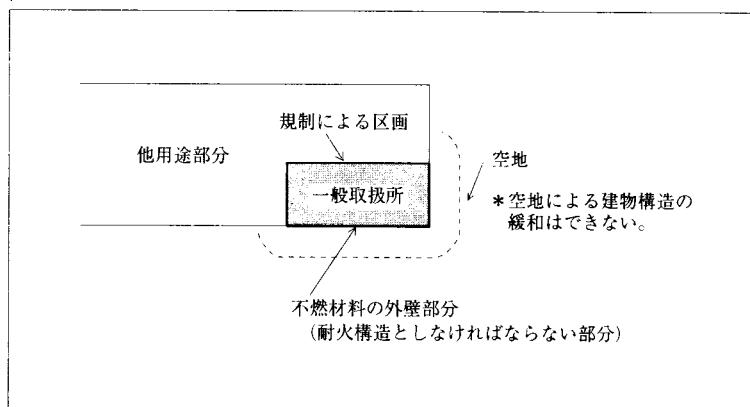 規制による区画
他用途部分
空地
一般取扱所
＊空地による建物構造の
緩和はできない。
不燃材料の外壁部分
（耐火構造としなければならない部分）